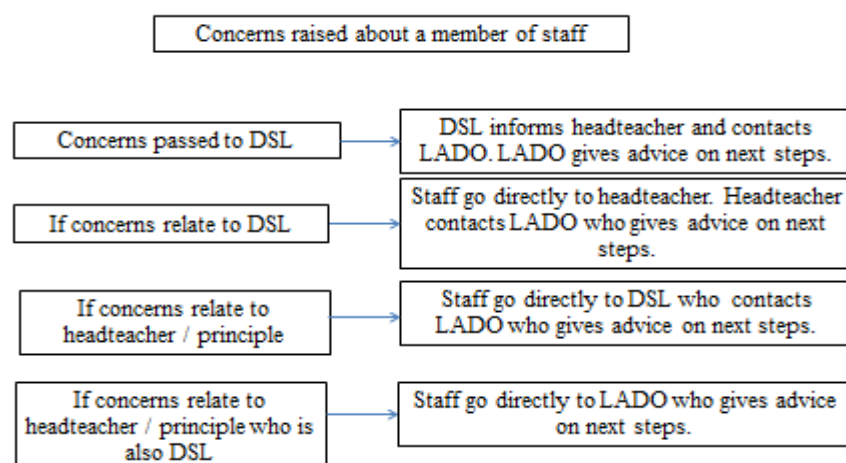 Concerns raised about a member of staff
Concerns passed to DSL
DSL informs headteacher and contacts
LADO. LADO gives advice on next steps.
If concerns relate to DSL
Staff go directly to headteacher. Headteacher
contacts LADO who gives advice on next
steps.
If concerns relate to
headteacher / principle
Staff go directly to DSL who contacts
LADO who gives advice on next steps.
If concerns relate to
headteacher / principle who is
also DSL
Staff go directly to LADO who gives advice
on next steps.